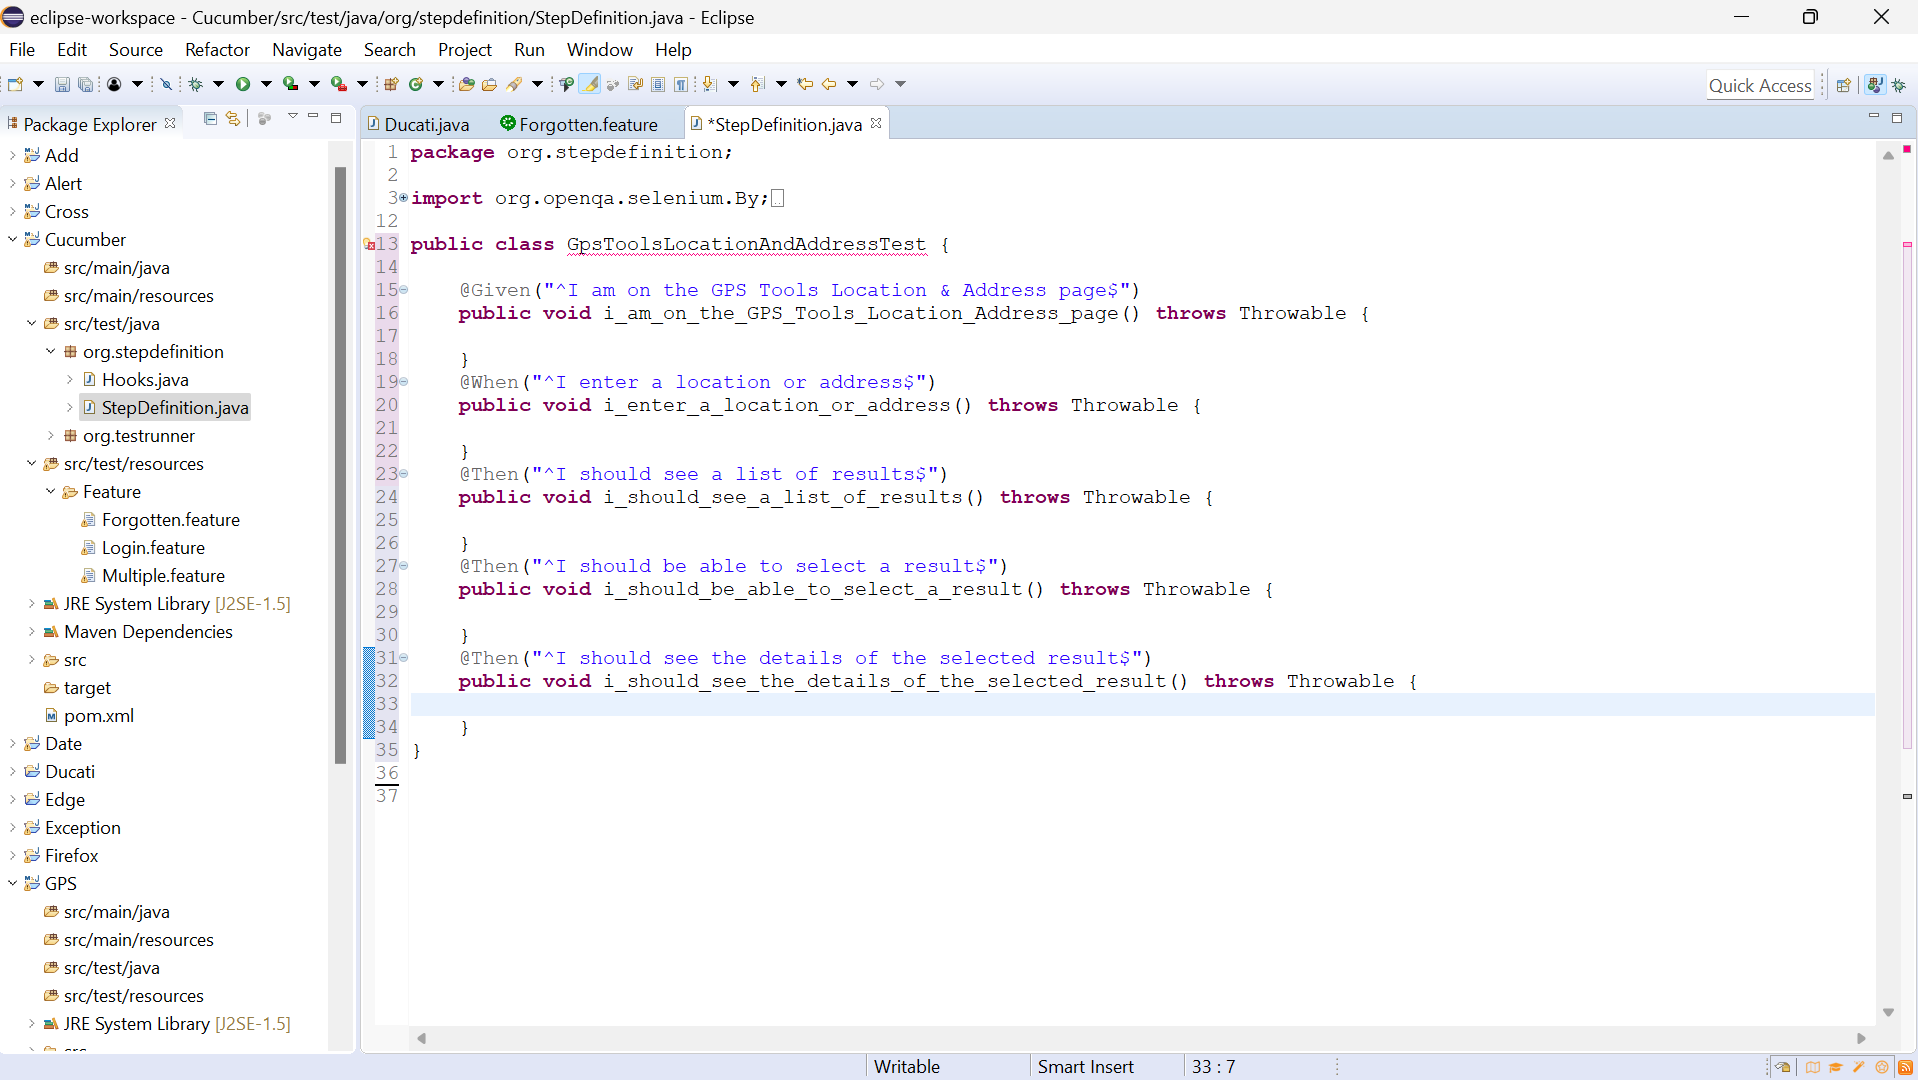 eclipse-workspace - Cucumber/src/test/java/org/stepdefinition/StepDefinition.java - Eclipse
File Edit Source Refactor Navigate Search Project Run Window Help
Quick Access
Package Explorer
Add
Alert
Cross
Cucumber
src/main/java
src/main/resources
src/test/java
org.stepdefinition
Hooks.java
StepDefinition.java
org.testrunner
src/test/resources
Feature
Forgotten.feature
Login.feature
Multiple.feature
JRE System Library [J2SE-1.5]
Maven Dependencies
src
target
pom.xml
Date
Ducati
Edge
Exception
Firefox
GPS
src/main/java
src/main/resources
src/test/java
src/test/resources
JRE System Library [J2SE-1.5]
Ducati.java Forgotten.feature *StepDefinition.java
1 package org.stepdefinition;
2
3 import org.openqa.selenium.By;
12
13 public class GpsToolsLocationAndAddressTest {
14
15 @Given("^I am on the GPS Tools Location & Address page$")
16 public void i_am_on_the_GPS_Tools_Location_Address_page() throws Throwable {
17
18 }
19 @When("^I enter a location or address$")
20 public void i_enter_a_location_or_address() throws Throwable {
21
22 }
23 @Then("^I should see a list of results$")
24 public void i_should_see_a_list_of_results() throws Throwable {
25
26 }
27 @Then("^I should be able to select a result$")
28 public void i_should_be_able_to_select_a_result() throws Throwable {
29
30 }
31 @Then("^I should see the details of the selected result$")
32 public void i_should_see_the_details_of_the_selected_result() throws Throwable {
33
34 }
35 }
36
37
Writable Smart Insert 33 : 7